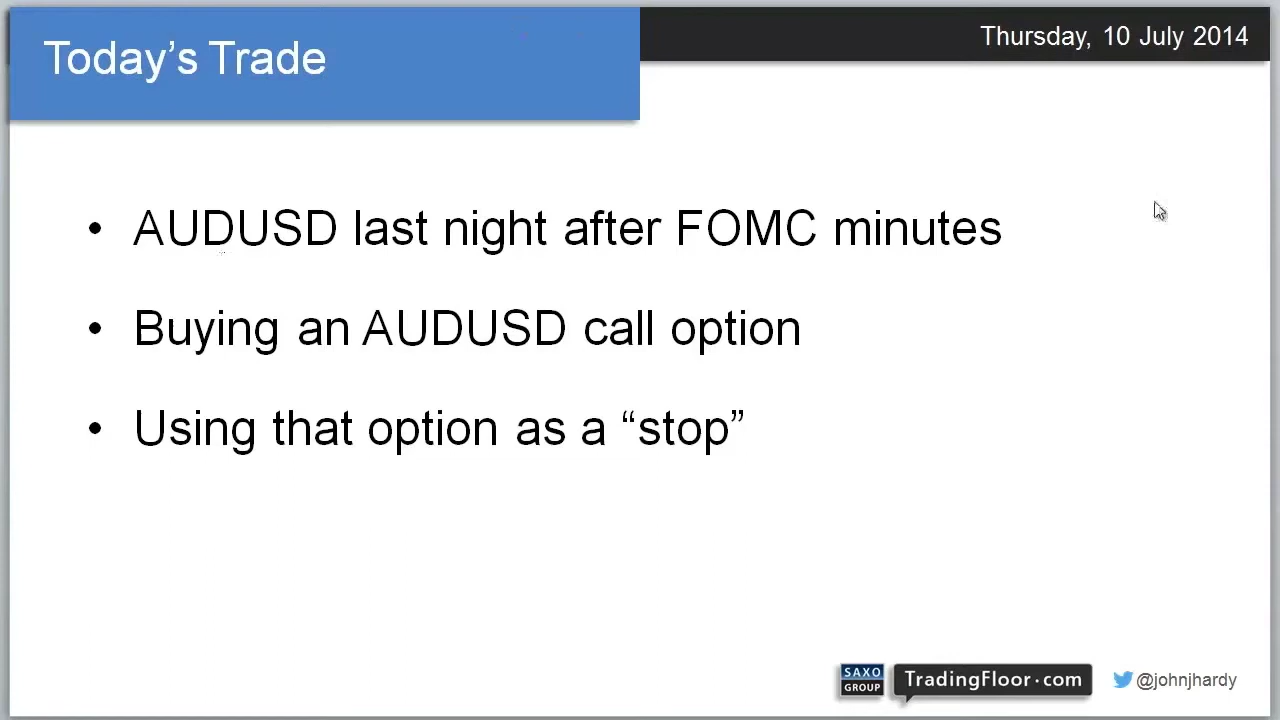 Today’s Trade
Thursday, 10 July 2014
• AUDUSD last night after FOMC minutes
• Buying an AUDUSD call option
• Using that option as a “stop”
SAXO
GROUP
TradingFloor·com
@johnjhardy